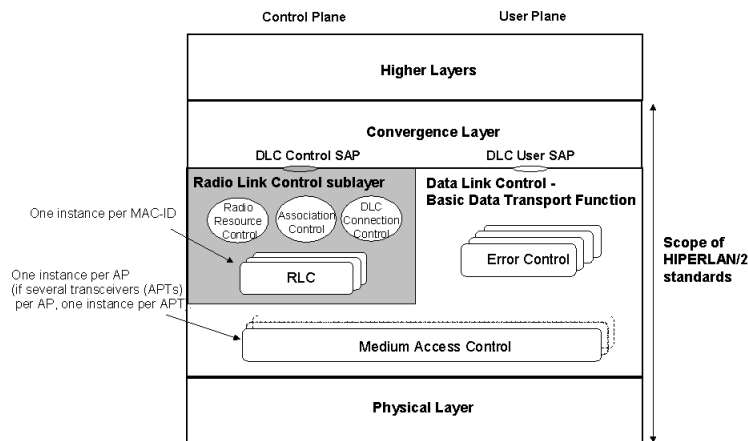 Control Plane
User Plane
Higher Layers
Convergence Layer
DLC Control SAP
DLC User SAP
Radio Link Control sublayer
Radio
Resource
Control
Association
Control
DLC
Connection
Control
Data Link Control -
Basic Data Transport Function
One instance per MAC-ID
RLC
Error Control
Scope of
HIPERLAN/2
standards
One instance per AP
(if several transceivers (APTs)
per AP, one instance per APT)
Medium Access Control
Physical Layer